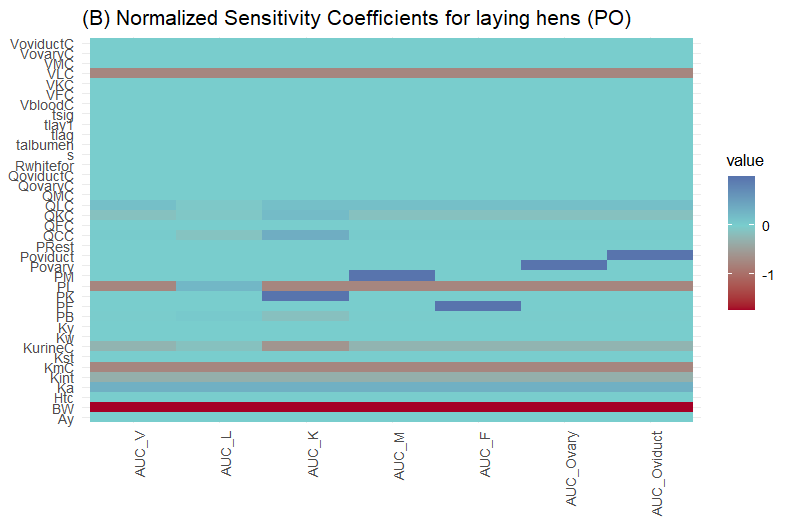 (B) Normalized Sensitivity Coefficients for laying hens (PO)
VoviductC
VovaryC
VMC
VLC
VKC
VFC
VbloodC
tsig
tlay1
tlag
talbumen
s
Rwhitefor
QoviductC
QovaryC
QMC
QLC
QKC
QFC
QCC
PRest
Poviduct
Povary
PM
PL
PK
PF
PB
Ky
Kw
KurineC
Kst
KmC
Kint
Ka
Htc
BW
Ay
AUC_V
AUC_L
AUC_K
AUC_M
AUC_F
AUC_Ovary
AUC_Oviduct
value
0
-1